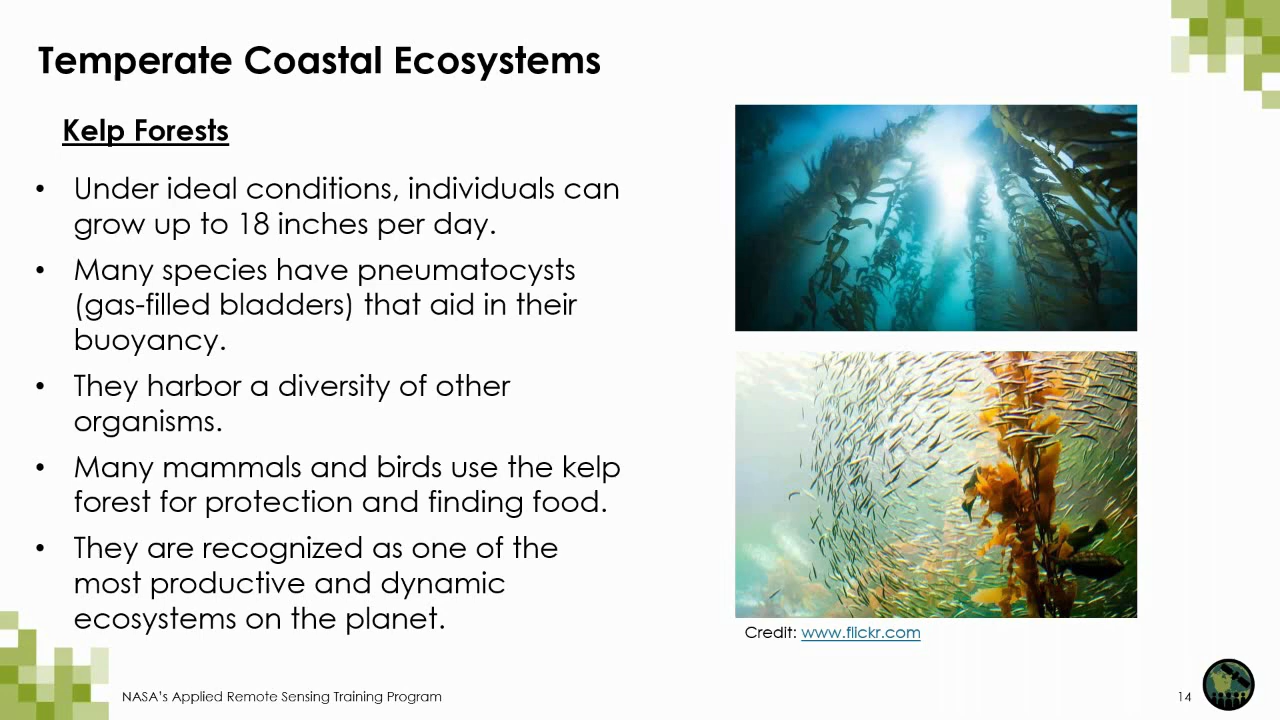 Temperate Coastal Ecosystems
Kelp Forests
• Under ideal conditions, individuals can
grow up to 18 inches per day.
• Many species have pneumatocysts
(gas-filled bladders) that aid in their
buoyancy.
• They harbor a diversity of other
organisms.
• Many mammals and birds use the kelp
forest for protection and finding food.
• They are recognized as one of the
most productive and dynamic
ecosystems on the planet.
Credit: www.flickr.com
NASA's Applied Remote Sensing Training Program
14